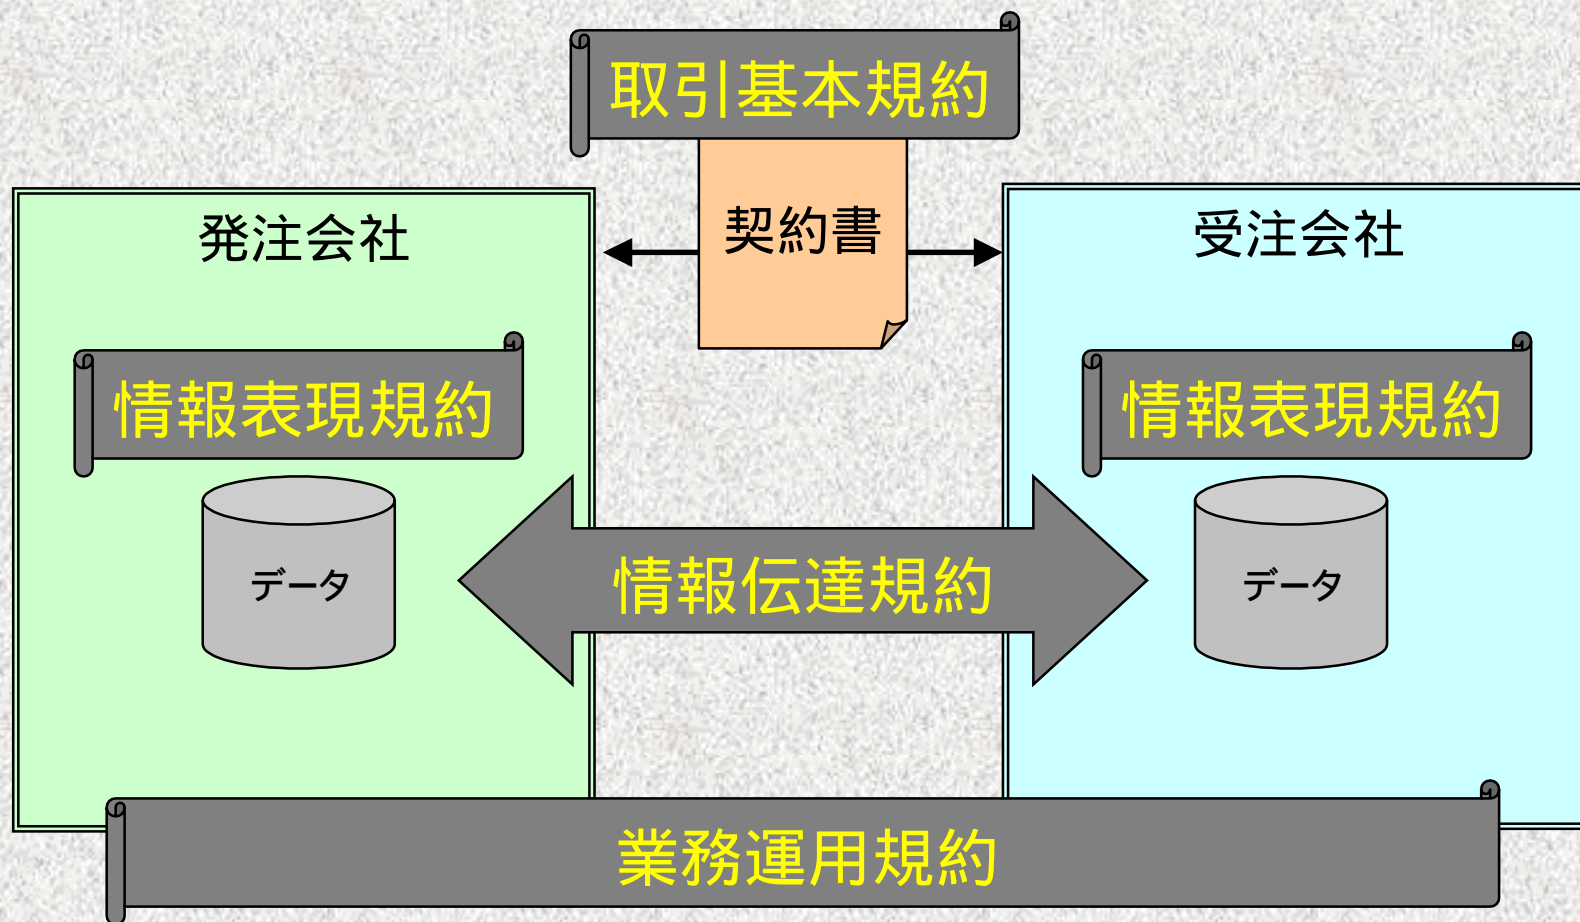 取引基本規約
契約書
発注会社
受注会社
情報表現規約
情報表現規約
データ
情報伝達規約
データ
業務運用規約